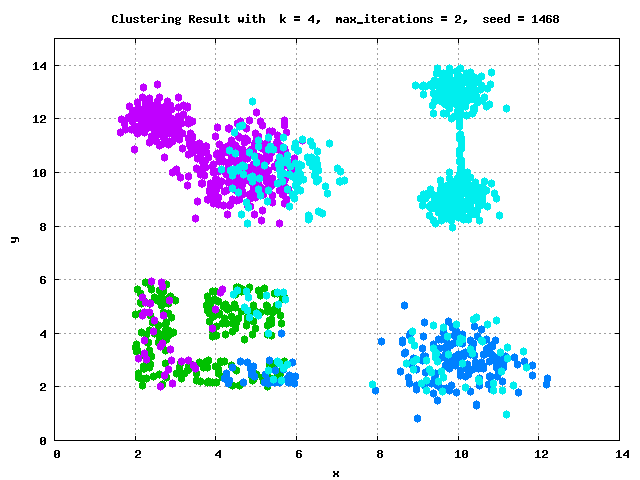 Clustering Result with  k = 4,  max_iterations = 2,  seed = 1468
14
12
10
8
6
4
2
0
y
0 2 4 6 8 10 12 14
x